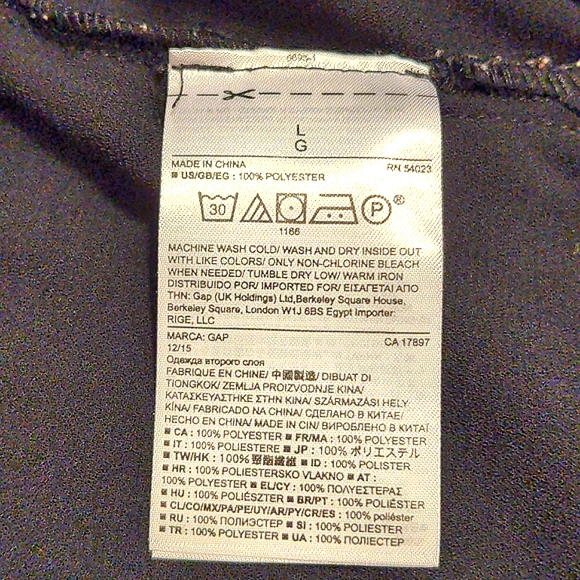 6695-1
L
G
MADE IN CHINA RN 54023
■ US/GB/EG : 100% POLYESTER
30 P ®
1166
MACHINE WASH COLD/ WASH AND DRY INSIDE OUT
WITH LIKE COLORS/ ONLY NON-CHLORINE BLEACH
WHEN NEEDED/ TUMBLE DRY LOW/ WARM IRON
DISTRIBUIDO POR/ IMPORTED FOR/ ΕΙΣΑΓΕΤΑΙ ΑΠΟ
ΤΗΝ: Gap (UK Holdings) Ltd,Berkeley Square House,
Berkeley Square, London W1J 6BS Egypt Importer:
RIGE, LLC
MARCA: GAP CA 17897
12/15
Одежда второго слоя
FABRIQUE EN CHINE/ 中國製造/ DIBUAT DI
TIONGKOK/ ZEMLJA PROIZVODNJE KINA/
ΚΑΤΑΣΚΕΥΑΣΤΗΚΕ ΣΤΗΝ ΚΙΝΑ/ SZÁRMAZÁSI HELY
KÍNA/ FABRICADO NA CHINA/ СДЕЛАНО В КИТАЕ/
HECHO EN CHINA/ MADE IN CIN/ ВИРОБЛЕНО В КИТАЇ
■ CA : 100% POLYESTER ■ FR/MA : 100% POLYESTER
■ IT : 100% POLIESTERE ■ JP : 100% ポリエステル
■ TW/HK : 100% 聚酯纖維 ■ ID : 100% POLISTER
■ HR : 100% POLIESTERSKO VLAKNO ■ AT :
100% POLYESTER ■ EL/CY : 100% ΠΟΛΥΕΣΤΕΡΑΣ
■ HU : 100% POLIÉSZTER ■ BR/PT : 100% POLIÉSTER
■ CL/CO/MX/PA/PE/UY/AR/PY/CR/ES : 100% poliéster
■ RU : 100% ПОЛИЭСТЕР ■ SI : 100% POLIESTER
■ TR : 100% POLYESTER ■ UA : 100% ПОЛІЕСТЕР